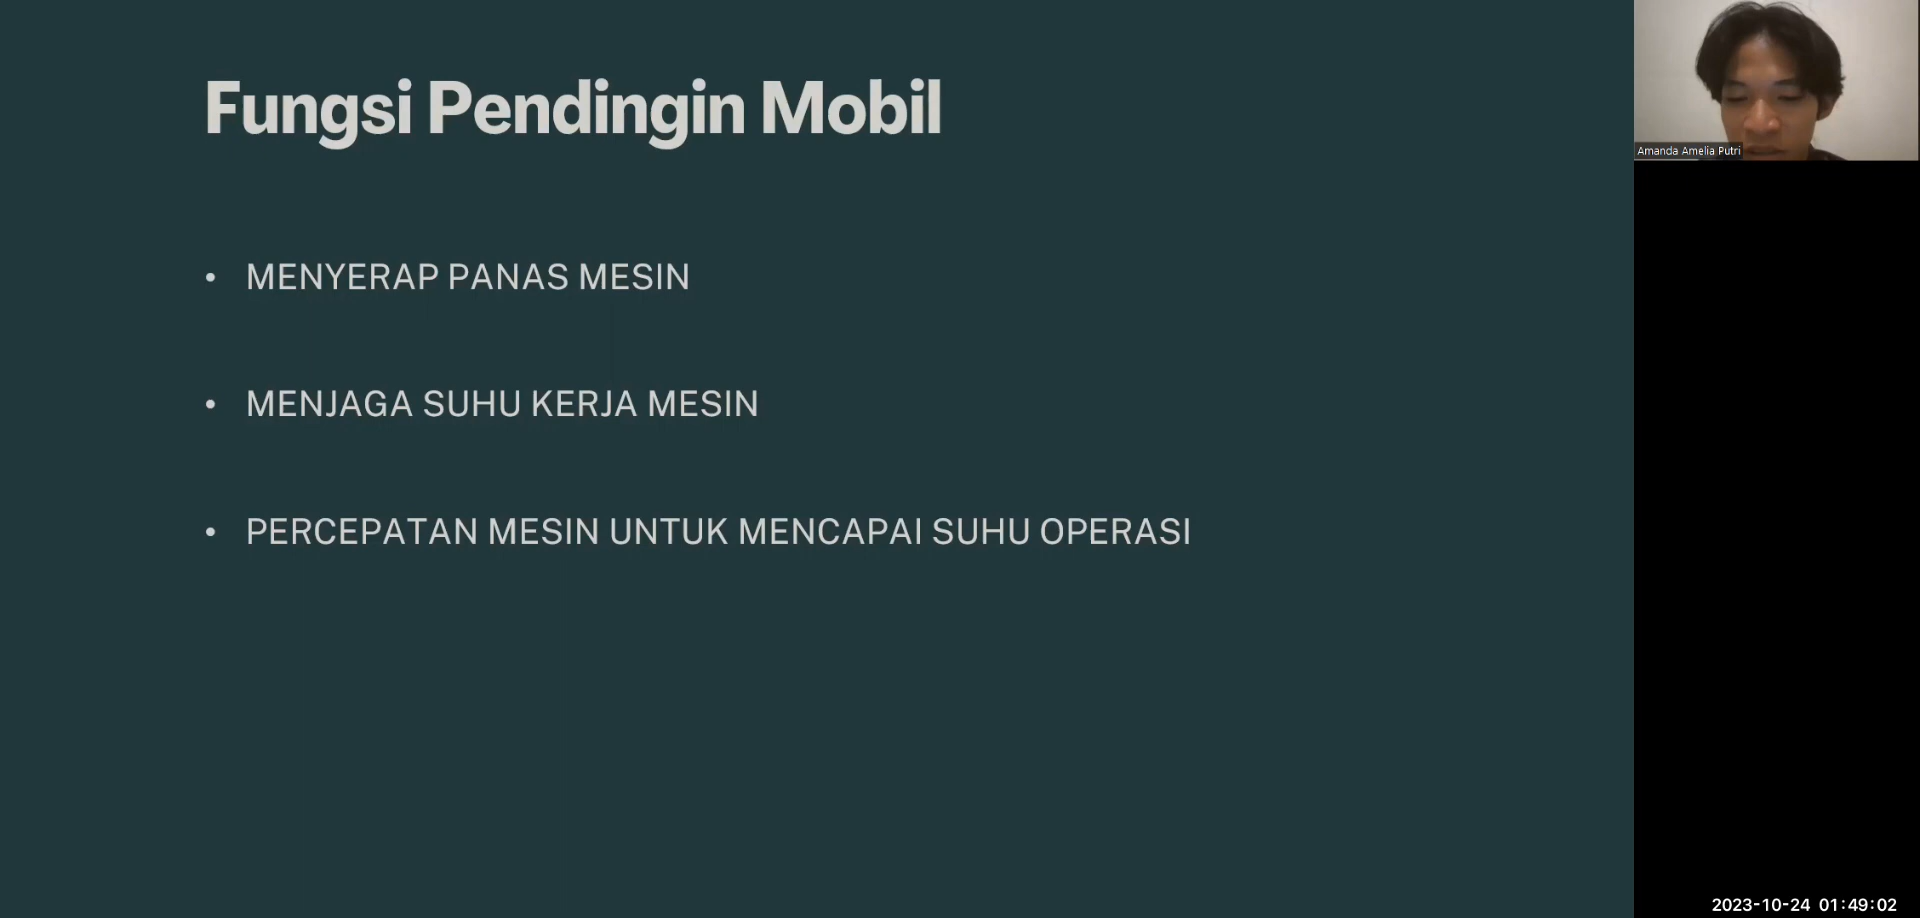 Fungsi Pendingin Mobil
• MENYERAP PANAS MESIN
• MENJAGA SUHU KERJA MESIN
• PERCEPATAN MESIN UNTUK MENCAPAI SUHU OPERASI
Amanda Amelia Putri
2023-10-24 01:49:02